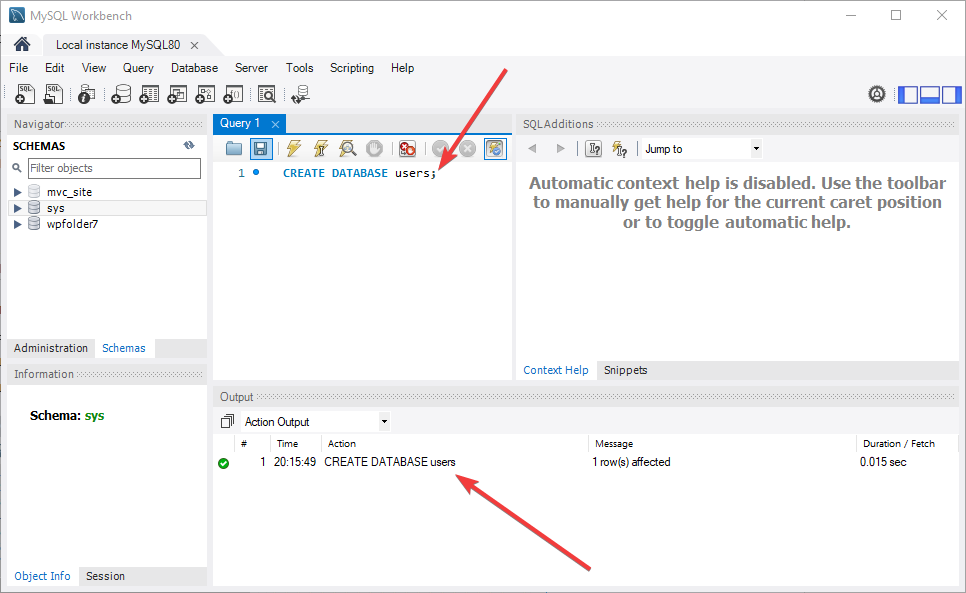 MySQL Workbench
Local instance MySQL80
File Edit View Query Database Server Tools Scripting Help
Navigator
SCHEMAS
Filter objects
mvc_site
sys
wpfolder7
Administration Schemas
Information
Schema: sys
Object Info Session
Query 1
1 CREATE DATABASE users;
SQLAdditions
Jump to
Automatic context help is disabled. Use the toolbar
to manually get help for the current caret position
or to toggle automatic help.
Context Help Snippets
Output
Action Output
# Time Action Message Duration / Fetch
1 20:15:49 CREATE DATABASE users 1 row(s) affected 0.015 sec